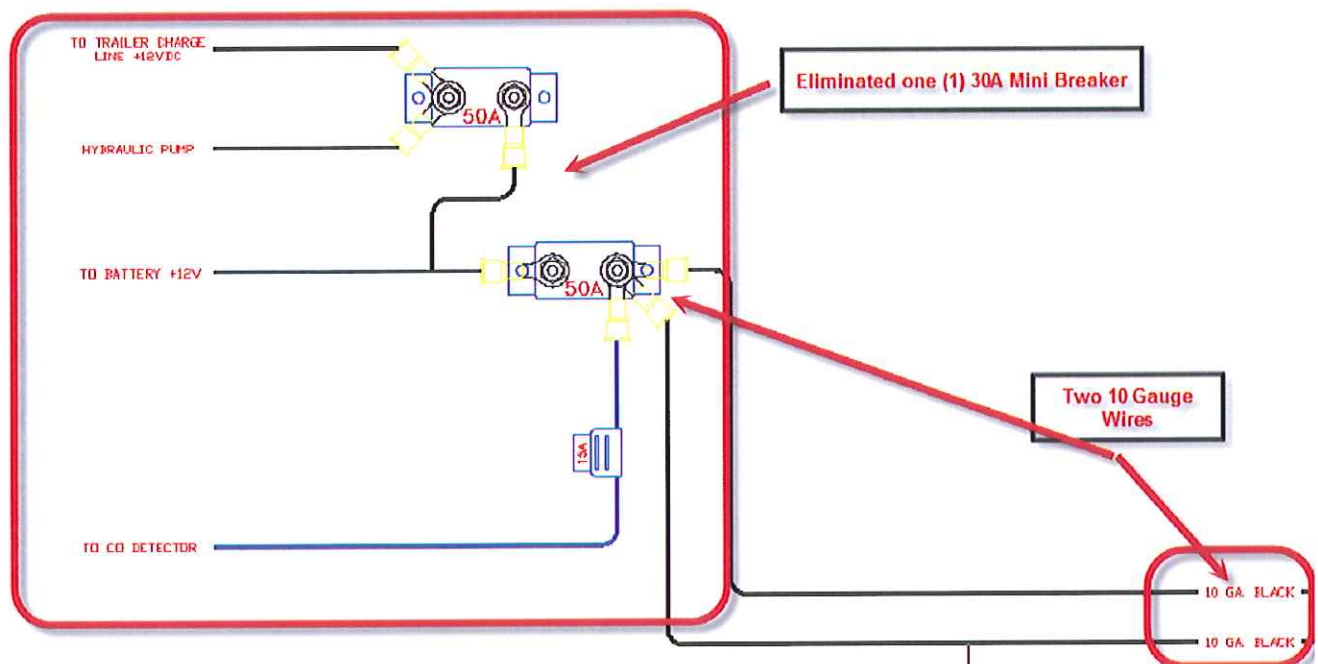 TO TRAILER CHARGE
LINE +12VDC
50A
Eliminated one (1) 30A Mini Breaker
HYDRAULIC PUMP
TO BATTERY +12V
50A
Two 10 Gauge
Wires
15A
TO CO DETECTOR
10 GA. BLACK
10 GA. BLACK